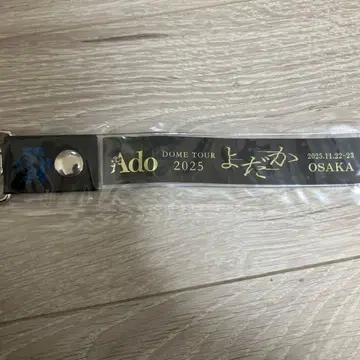 Ado
DOME TOUR
2025
よだか
2025.11.22-23
OSAKA